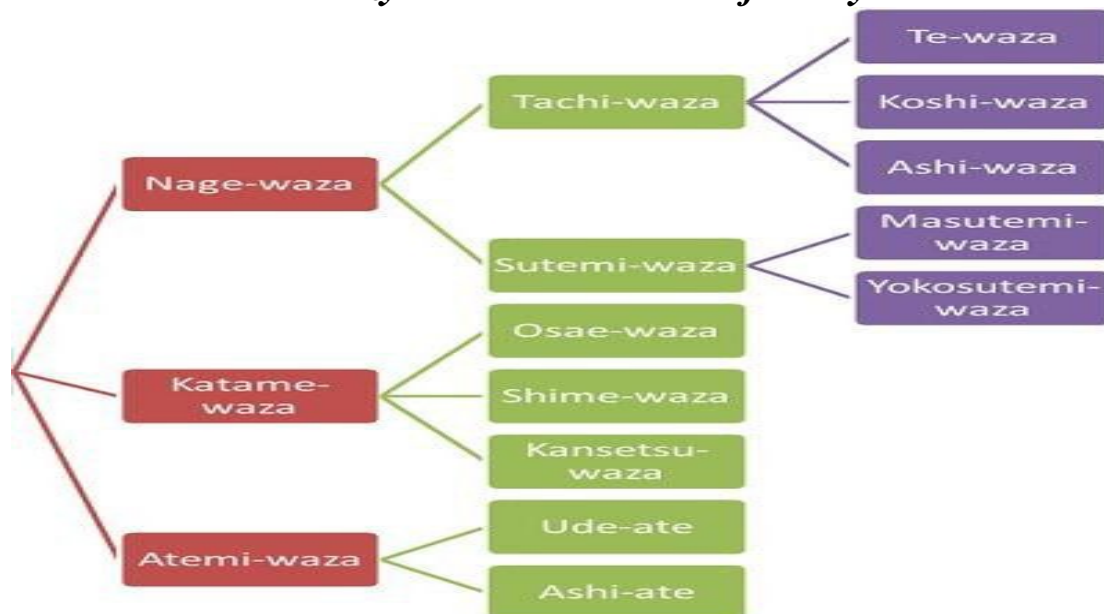 Te-waza
Tachi-waza
Koshi-waza
Ashi-waza
Nage-waza
Masutemi-
waza
Sutemi-waza
Yokosutemi-
waza
Osae-waza
Katame-
waza
Shime-waza
Kansetsu-
waza
Ude-ate
Atemi-waza
Ashi-ate